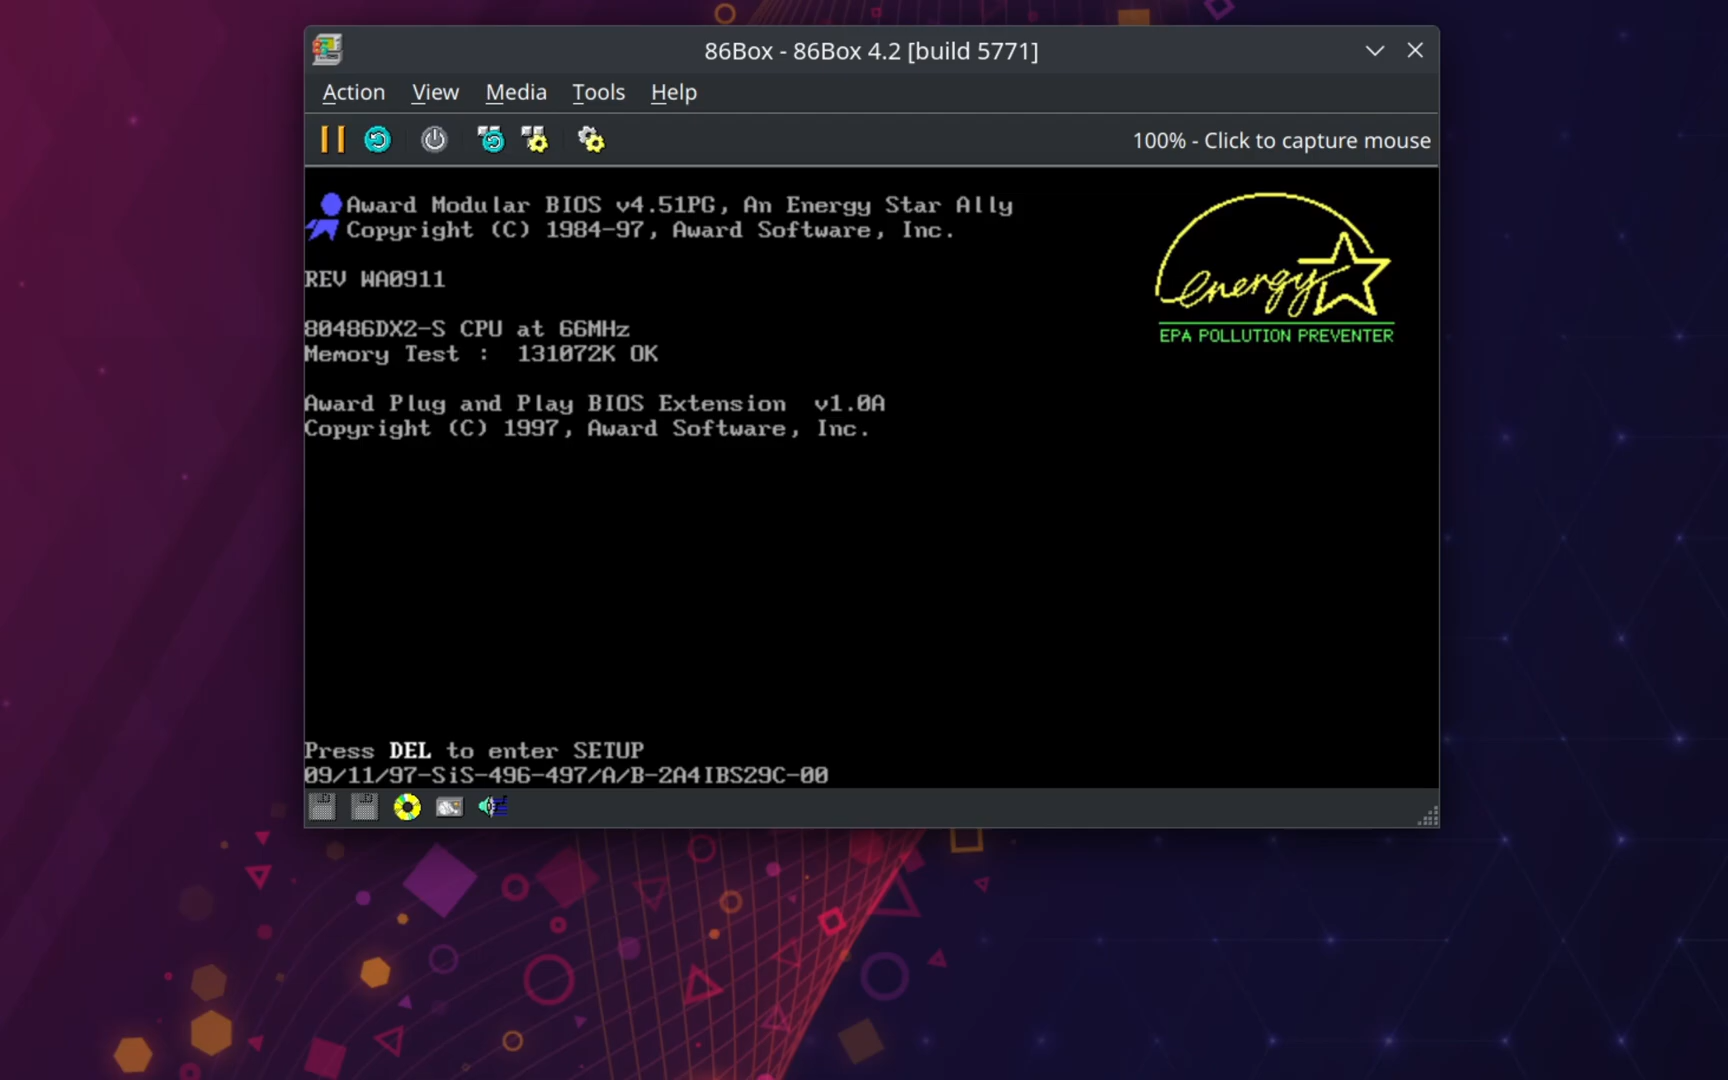 86Box - 86Box 4.2 [build 5771]
Action View Media Tools Help
100% - Click to capture mouse
Award Modular BIOS v4.51PG, An Energy Star Ally
Copyright (C) 1984-97, Award Software, Inc.
energy
EPA POLLUTION PREVENTER
REV WA0911
80486DX2-S CPU at 66MHz
Memory Test :  131072K OK
Award Plug and Play BIOS Extension  v1.0A
Copyright (C) 1997, Award Software, Inc.
Press DEL to enter SETUP
09/11/97-SiS-496-497/A/B-2A4IBS29C-00